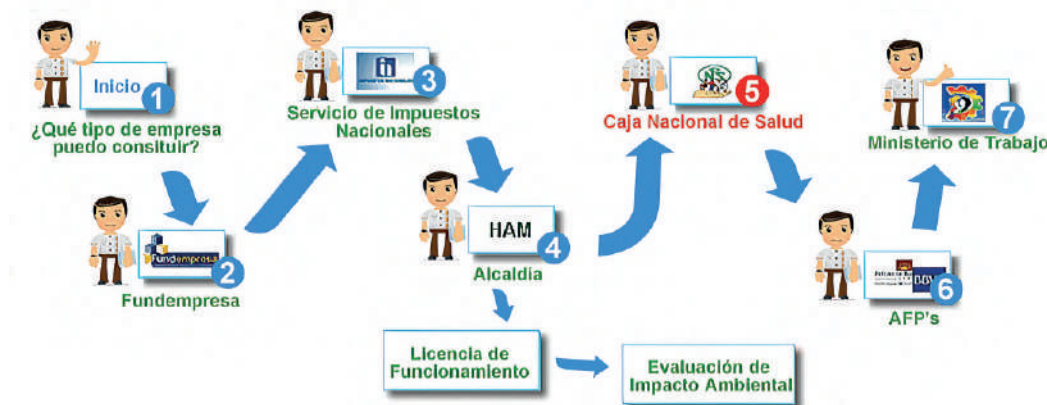 Inicio
1
¿Qué tipo de empresa
puedo consituir?
Fundempresa
2
Fundempresa
3
Servicio de Impuestos
Nacionales
HAM
4
Alcaldía
Licencia de
Funcionamiento
Evaluación de
Impacto Ambiental
5
Caja Nacional de Salud
BBV
6
AFP's
7
Ministerio de Trabajo